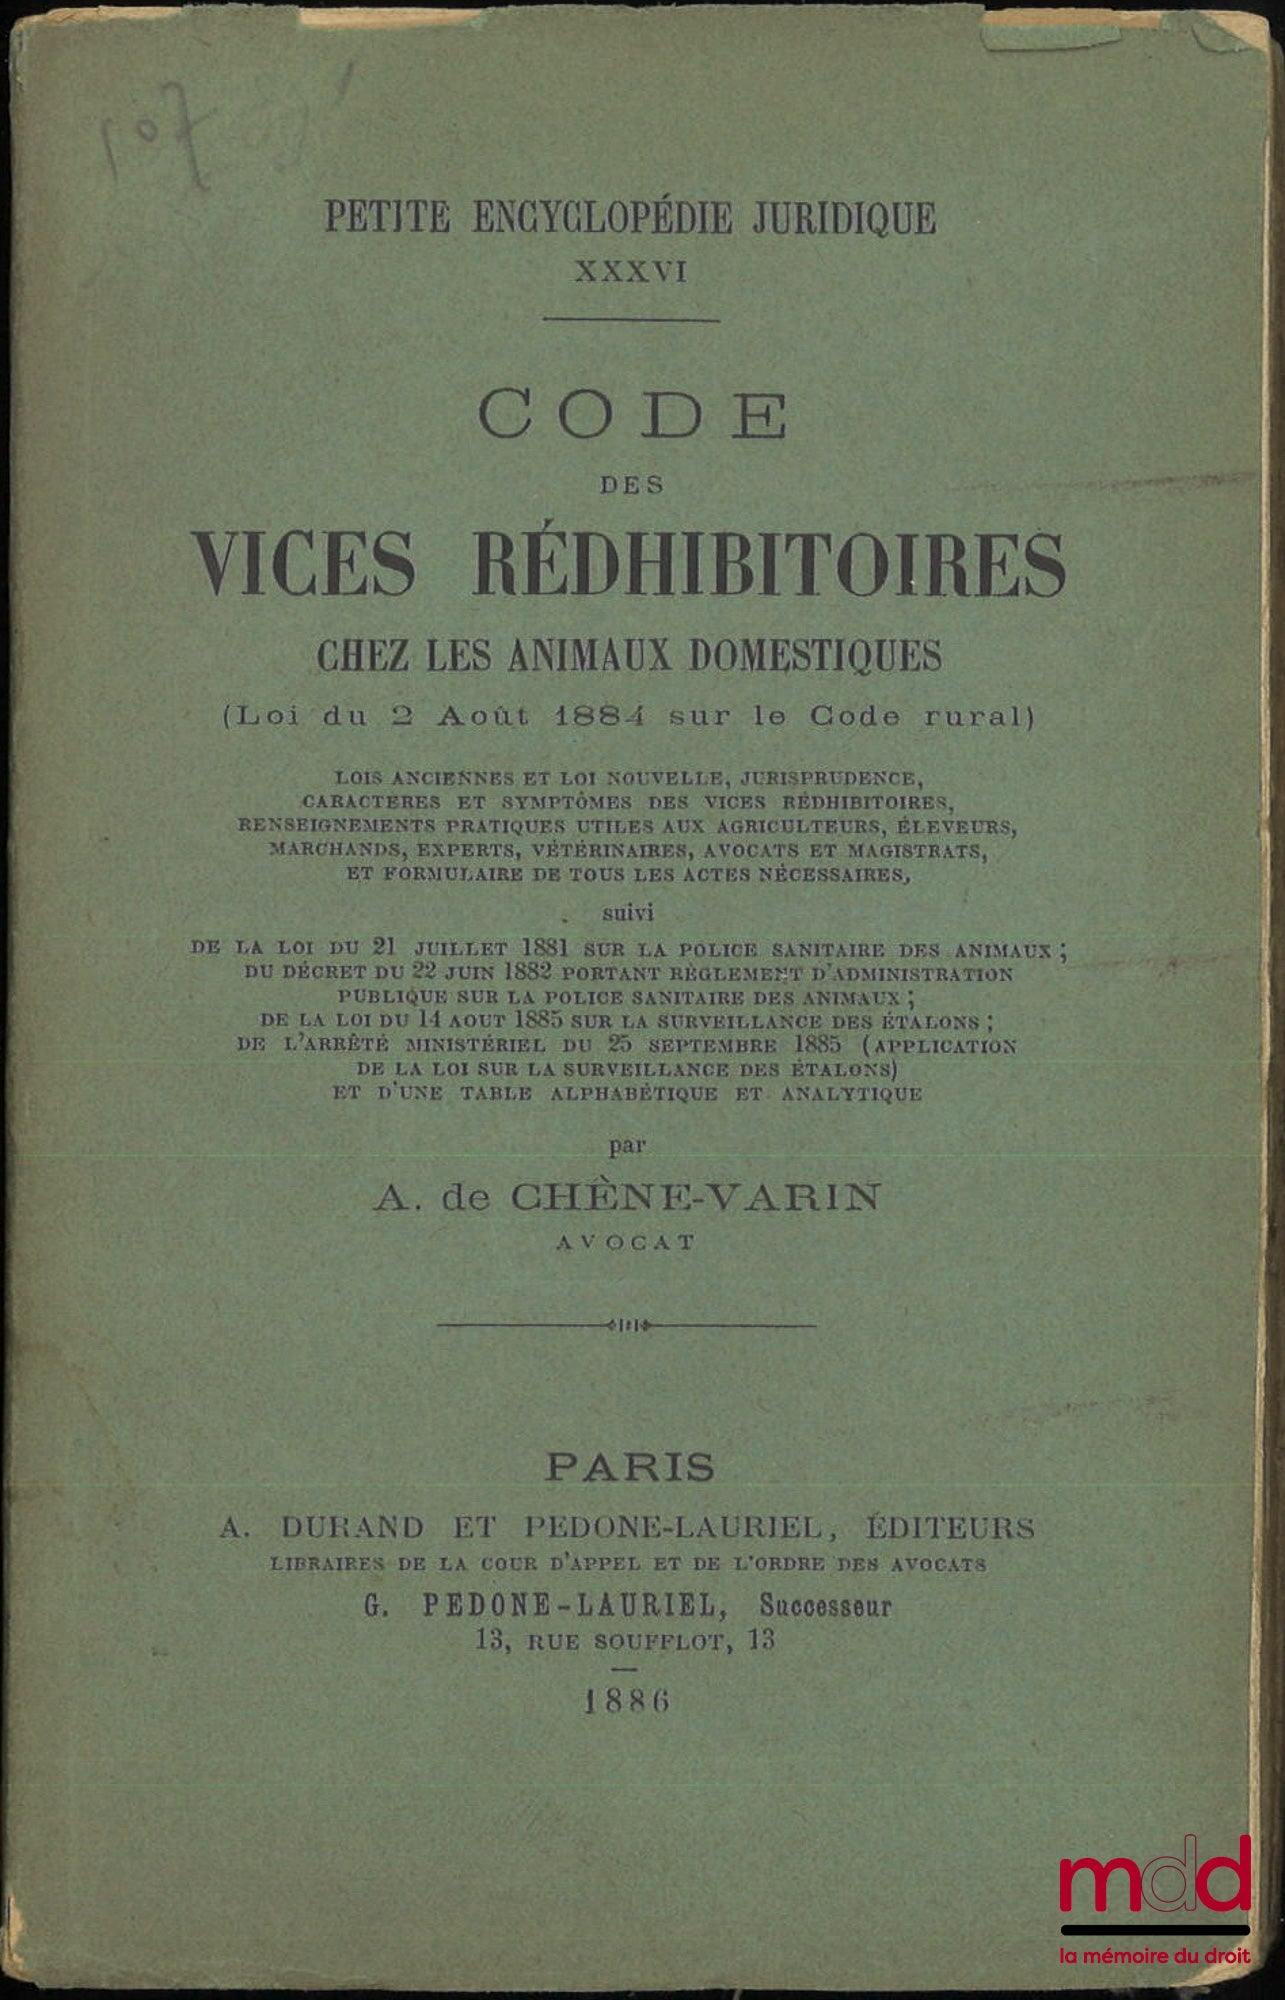 107
PETITE ENCYCLOPÉDIE JURIDIQUE
XXXVI
CODE
DES
VICES RÉDHIBITOIRES
CHEZ LES ANIMAUX DOMESTIQUES
(Loi du 2 Août 1884 sur le Code rural)
LOIS ANCIENNES ET LOI NOUVELLE, JURISPRUDENCE,
CARACTÈRES ET SYMPTÔMES DES VICES RÉDHIBITOIRES,
RENSEIGNEMENTS PRATIQUES UTILES AUX AGRICULTEURS, ÉLEVEURS,
MARCHANDS, EXPERTS, VÉTÉRINAIRES, AVOCATS ET MAGISTRATS,
ET FORMULAIRE DE TOUS LES ACTES NÉCESSAIRES,
suivi
DE LA LOI DU 21 JUILLET 1881 SUR LA POLICE SANITAIRE DES ANIMAUX ;
DU DÉCRET DU 22 JUIN 1882 PORTANT RÈGLEMENT D'ADMINISTRATION
PUBLIQUE SUR LA POLICE SANITAIRE DES ANIMAUX ;
DE LA LOI DU 14 AOUT 1885 SUR LA SURVEILLANCE DES ÉTALONS ;
DE L'ARRÊTÉ MINISTÉRIEL DU 25 SEPTEMBRE 1885 (APPLICATION
DE LA LOI SUR LA SURVEILLANCE DES ÉTALONS)
ET D'UNE TABLE ALPHABÉTIQUE ET ANALYTIQUE
par
A. de CHÊNE-VARIN
AVOCAT
PARIS
A. DURAND ET PEDONE-LAURIEL, ÉDITEURS
LIBRAIRES DE LA COUR D'APPEL ET DE L'ORDRE DES AVOCATS
G. PEDONE-LAURIEL, Successeur
13, RUE SOUFFLOT, 13
1886
mdd
la mémoire du droit